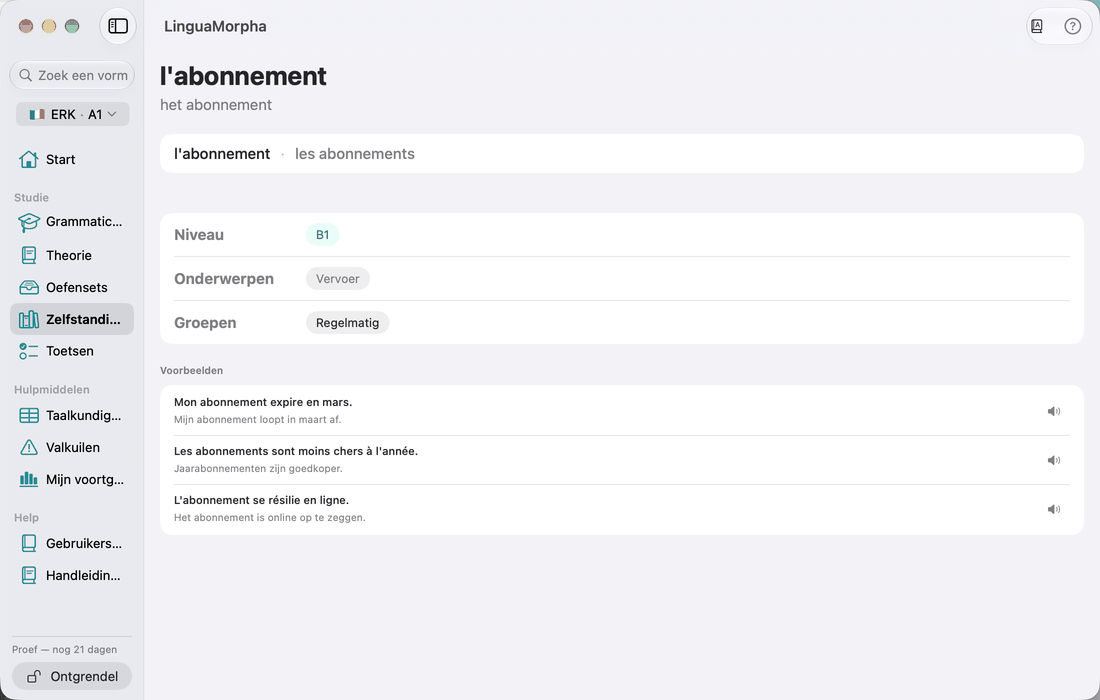 LinguaMorpha
Zoek een vorm
ERK · A1
Start
Studie
Grammatic...
Theorie
Oefensets
Zelfstandi...
Toetsen
Hulpmiddelen
Taalkundig...
Valkuilen
Mijn voortg...
Help
Gebruikers...
Handleidin...
Proef — nog 21 dagen
Ontgrendel
l'abonnement
het abonnement
l'abonnement · les abonnements
Niveau B1
Onderwerpen Vervoer
Groepen Regelmatig
Voorbeelden
Mon abonnement expire en mars.
Mijn abonnement loopt in maart af.
Les abonnements sont moins chers à l'année.
Jaarabonnementen zijn goedkoper.
L'abonnement se résilie en ligne.
Het abonnement is online op te zeggen.